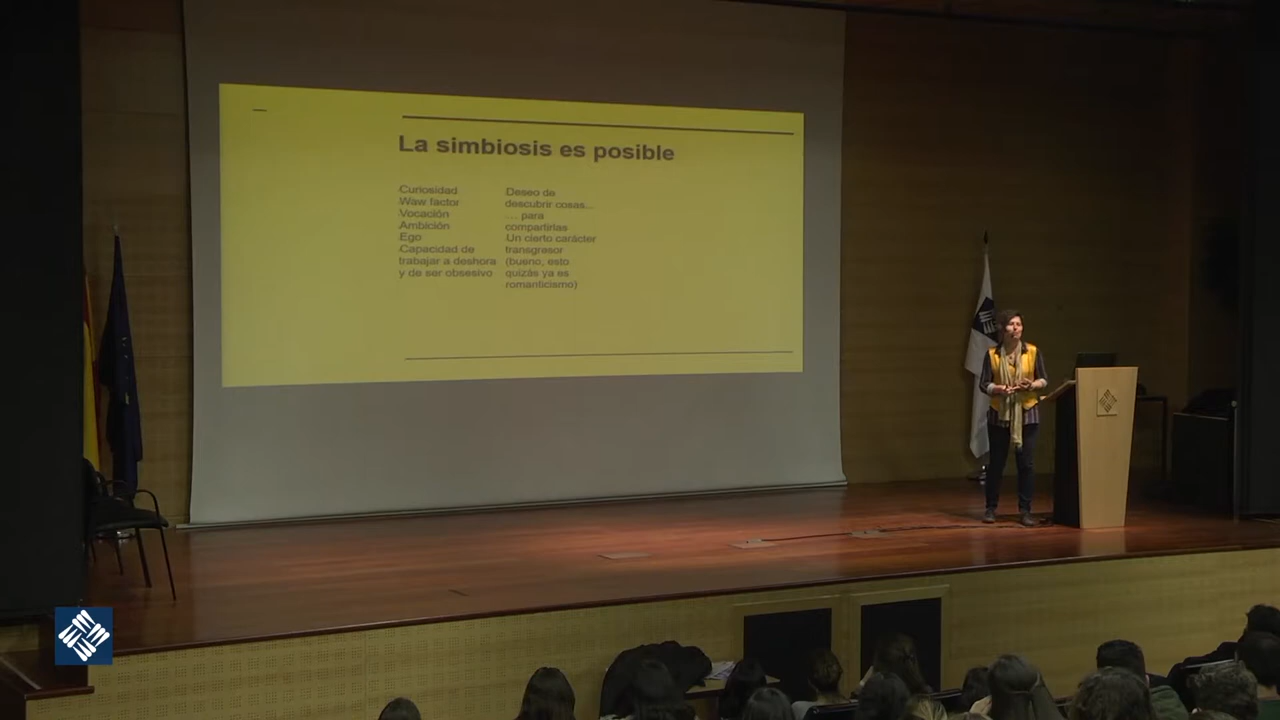 La simbiosis es posible
·Curiosidad
·Waw factor
·Vocación
·Ambición
·Ego
·Capacidad de
trabajar a deshora
y de ser obsesivo
·Deseo de
descubrir cosas...
... para
compartirlas
·Un cierto carácter
transgresor
(bueno, esto
quizás ya es
romanticismo)